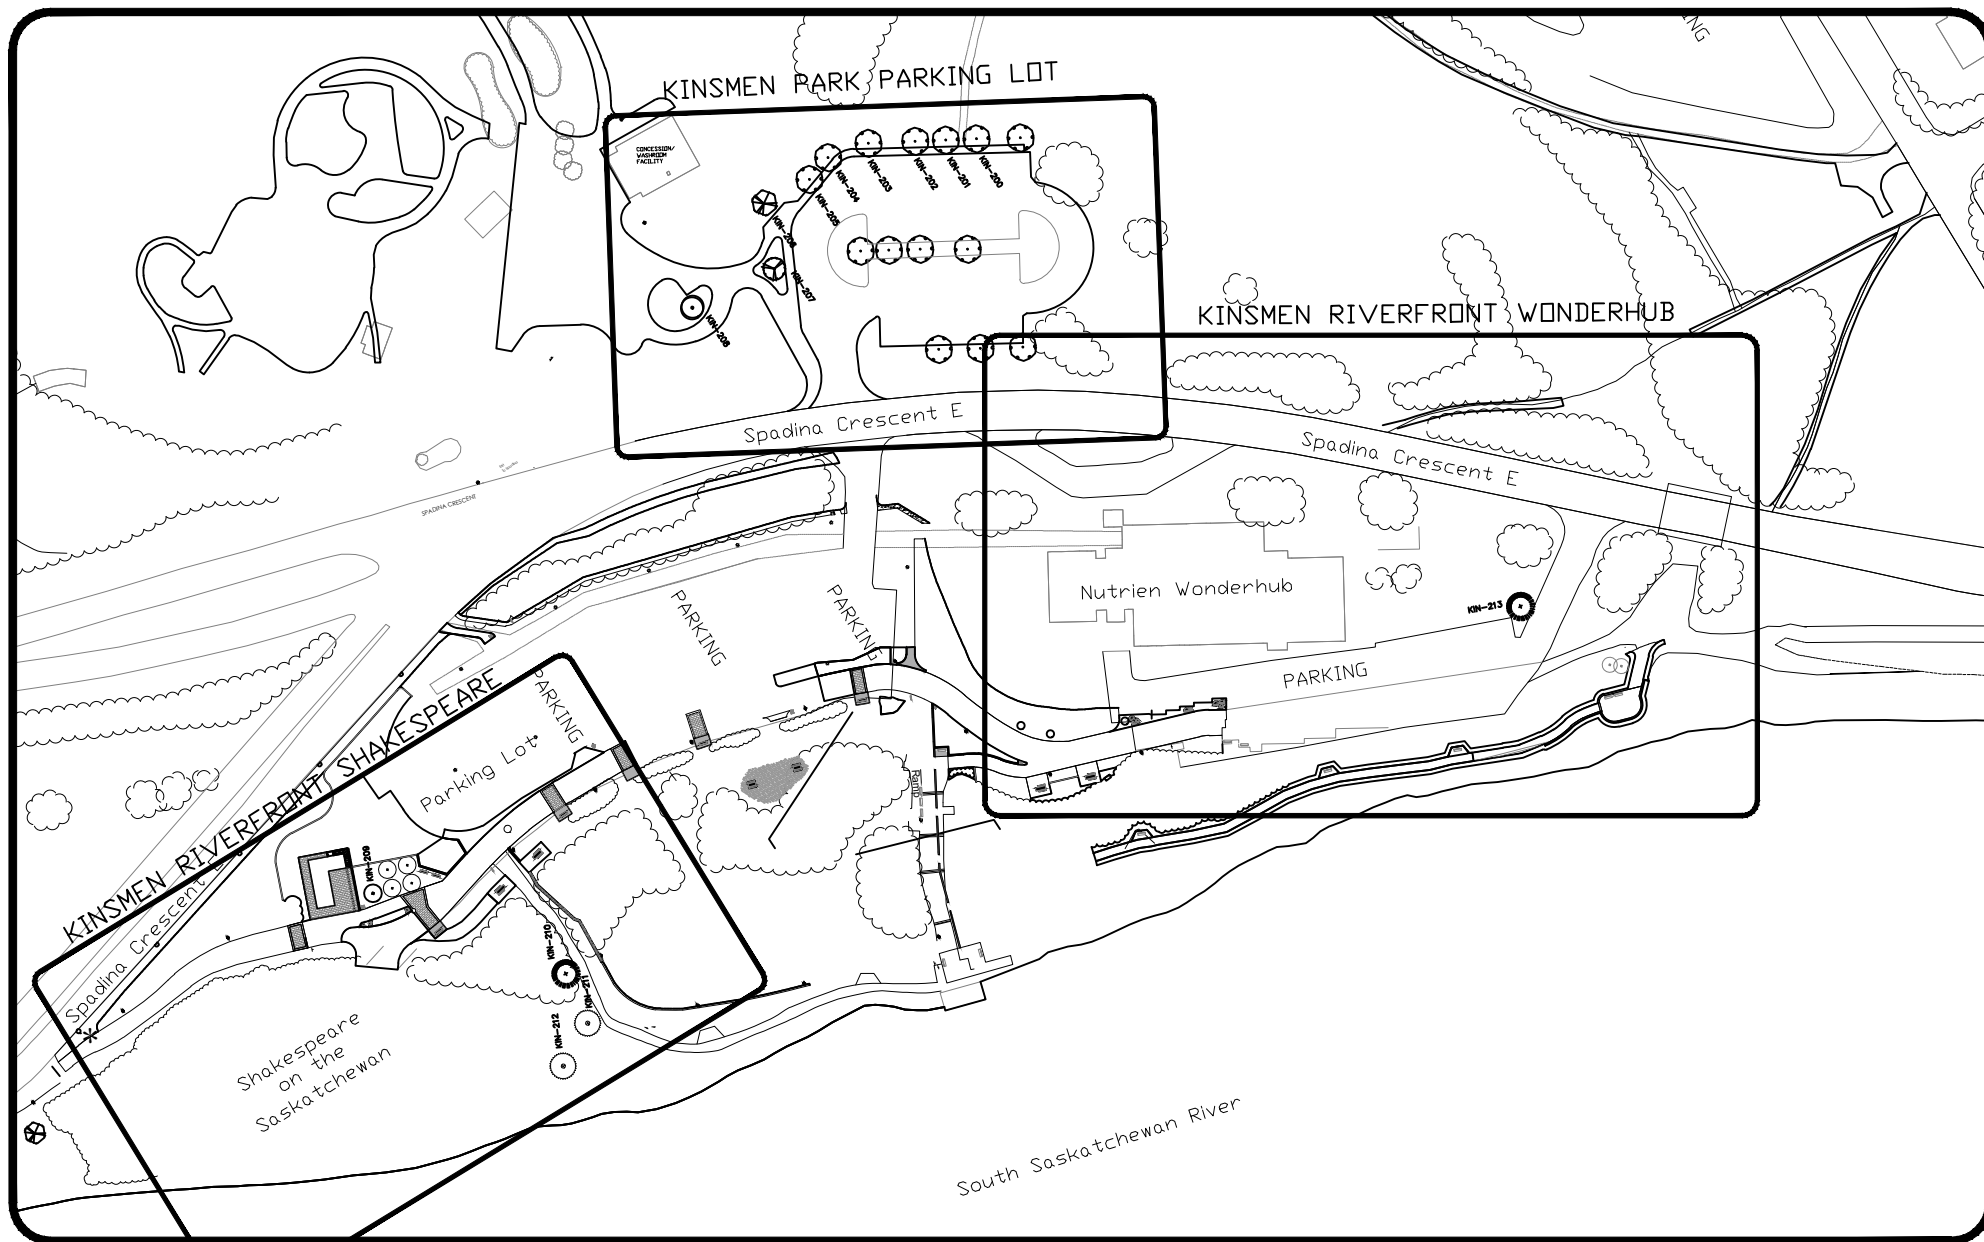 KING
KINSMEN PARK PARKING LOT
CONCESSION/
WASHROOM
FACILITY
KIN-200
KIN-201
KIN-202
KIN-203
KIN-204
KIN-205
KIN-206
KIN-207
KIN-208
KINSMEN RIVERFRONT WONDERHUB
Spadina Crescent E
Spadina Crescent E
SPADINA CRESCENT
Nutrien Wonderhub
KIN-213
PARKING
PARKING
PARKING
PARKING
KINSMEN RIVERFRONT SHAKESPEARE
Parking Lot
Ramp
KIN-209
KIN-210
KIN-211
KIN-212
Spadina Crescent
Shakespeare
on the
Saskatchewan
South Saskatchewan River